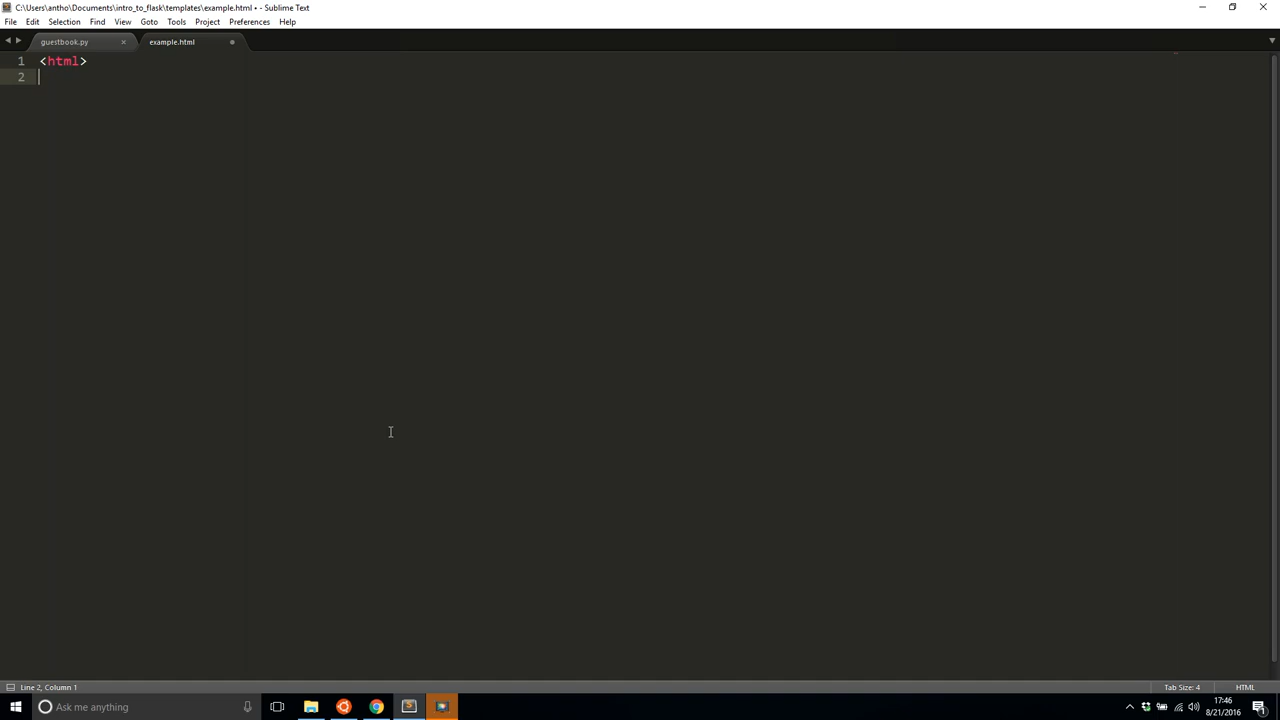 C:\Users\antho\Documents\intro_to_flask\templates\example.html • - Sublime Text
File Edit Selection Find View Goto Tools Project Preferences Help
guestbook.py × example.html
1 <html>
2
Line 2, Column 1 Tab Size: 4 HTML
Ask me anything
17:46
8/21/2016
1